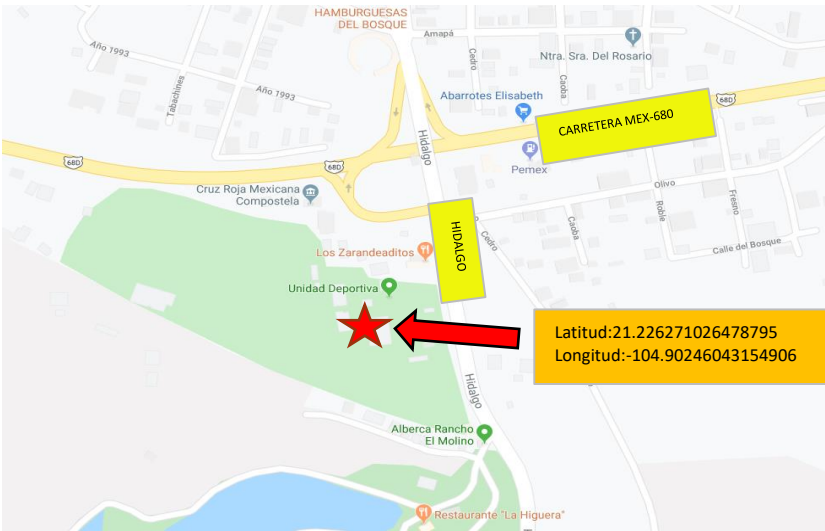 HAMBURGUESAS
DEL BOSQUE
Amapá
Año 1993
Cedro
Ntra. Sra. Del Rosario
Tabachines
Año 1993
Caoba
Abarrotes Elisabeth
68D
CARRETERA MEX-680
Hidalgo
Pemex
68D
68D
Cruz Roja Mexicana
Compostela
Olivo
Roble
Fresno
HIDALGO
Cedro
Caoba
Calle del Bosque
Los Zarandeaditos
Unidad Deportiva
Latitud:21.226271026478795
Longitud:-104.90246043154906
Hidalgo
Alberca Rancho
El Molino
Restaurante "La Higuera"